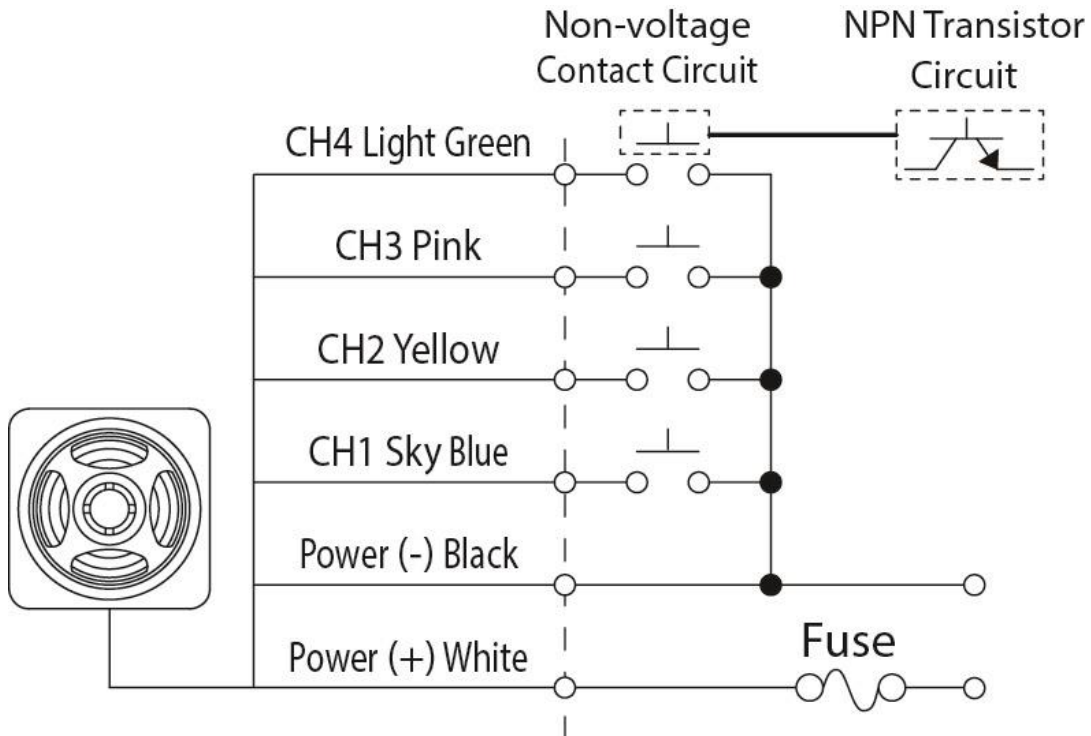 Non-voltage
Contact Circuit
NPN Transistor
Circuit
CH4 Light Green
CH3 Pink
CH2 Yellow
CH1 Sky Blue
Power (-) Black
Power (+) White
Fuse